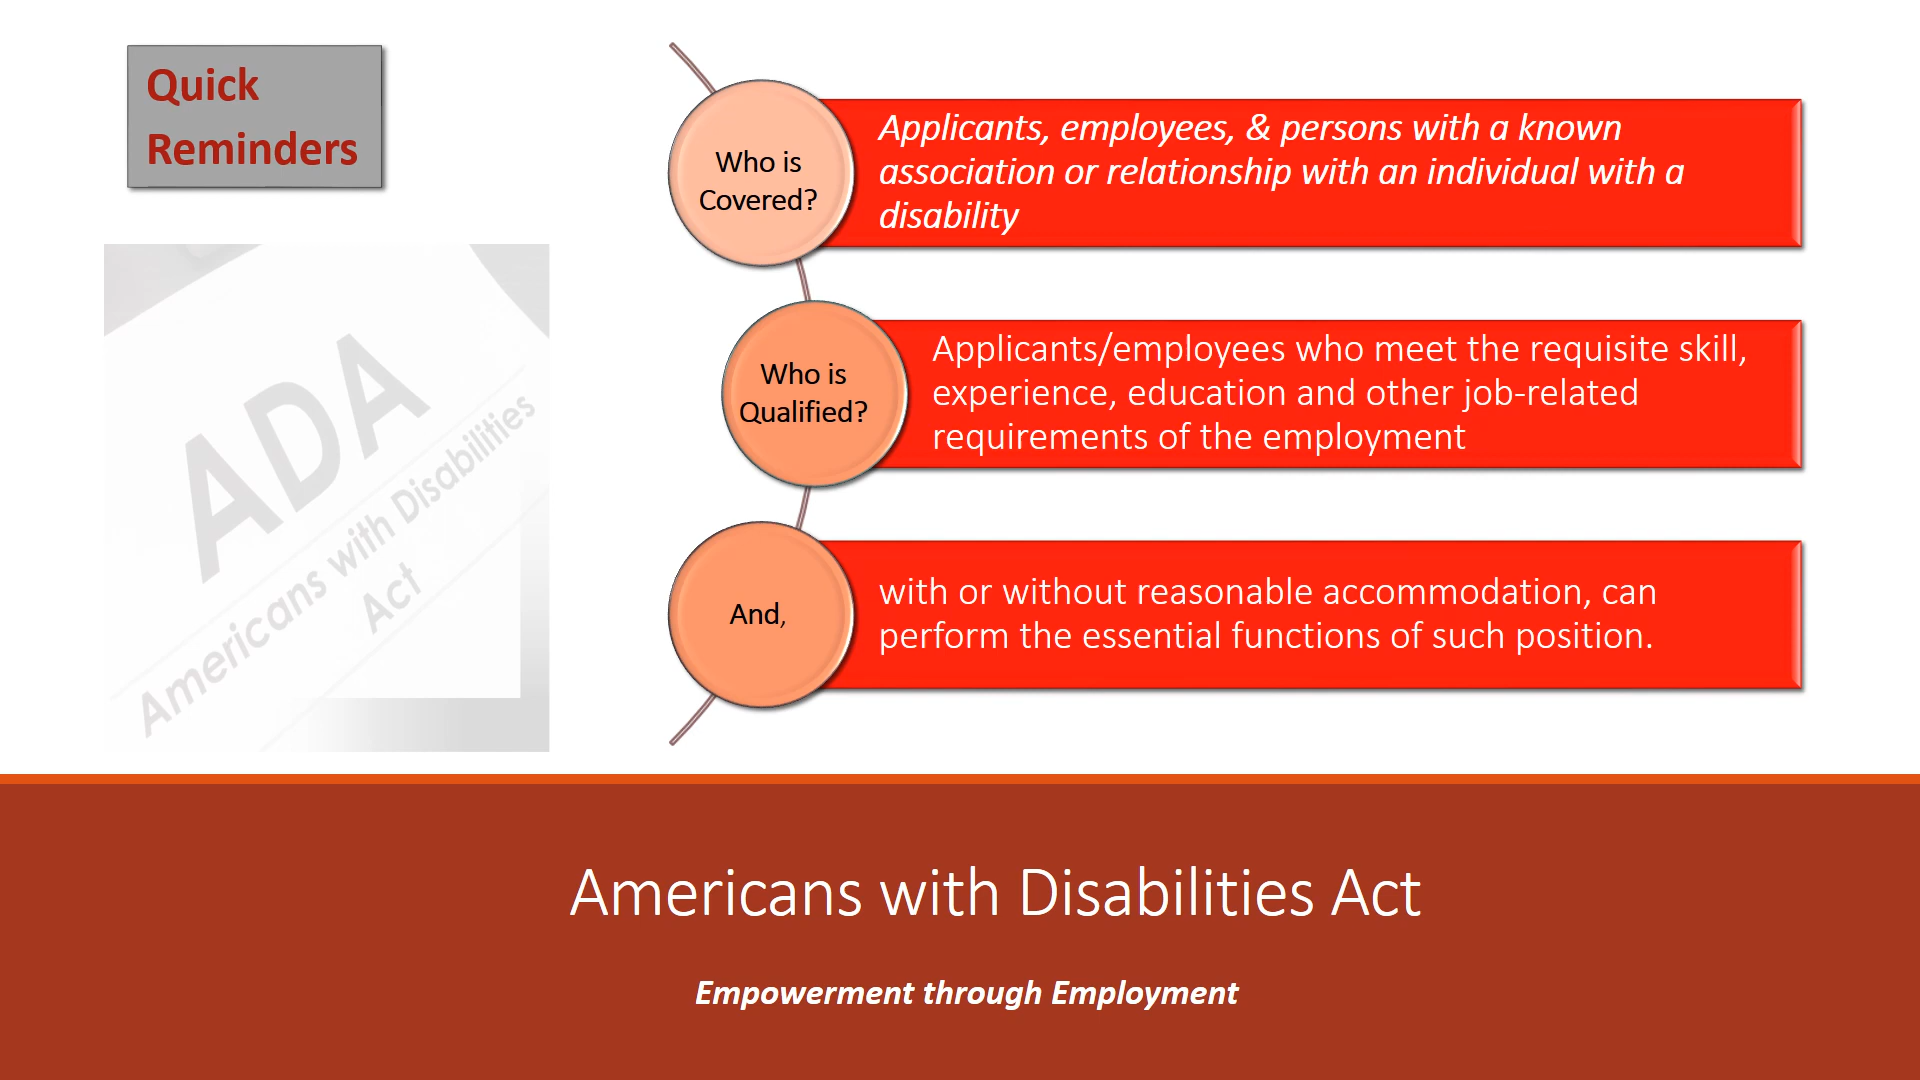 Quick
Reminders
ADA
Americans with Disabilities
Act
Who is
Covered?
Applicants, employees, & persons with a known
association or relationship with an individual with a
disability
Who is
Qualified?
Applicants/employees who meet the requisite skill,
experience, education and other job-related
requirements of the employment
And,
with or without reasonable accommodation, can
perform the essential functions of such position.
Americans with Disabilities Act
Empowerment through Employment